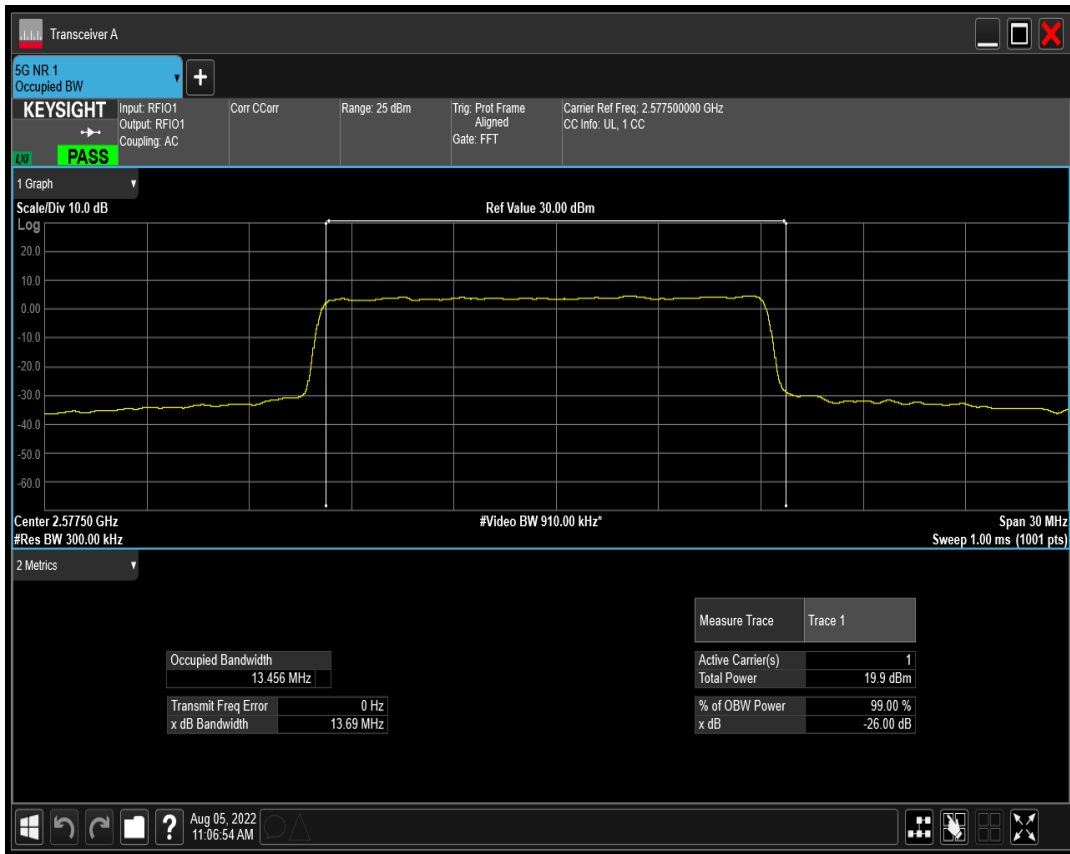 Transceiver A
5G NR 1
Occupied BW
+
KEYSIGHT
LXI
PASS
Input: RFIO1
Output: RFIO1
Coupling: AC
Corr CCorr
Range: 25 dBm
Trig: Prot Frame
Aligned
Gate: FFT
Carrier Ref Freq: 2.577500000 GHz
CC Info: UL, 1 CC
1 Graph
Scale/Div 10.0 dB
Ref Value 30.00 dBm
Log
20.0
10.0
0.00
-10.0
-20.0
-30.0
-40.0
-50.0
-60.0
Center 2.57750 GHz
#Video BW 910.00 kHz*
Span 30 MHz
#Res BW 300.00 kHz
Sweep 1.00 ms (1001 pts)
2 Metrics
Measure Trace Trace 1
Occupied Bandwidth
13.456 MHz
Active Carrier(s) 1
Total Power 19.9 dBm
Transmit Freq Error 0 Hz
x dB Bandwidth 13.69 MHz
% of OBW Power 99.00 %
x dB -26.00 dB
?
Aug 05, 2022
11:06:54 AM